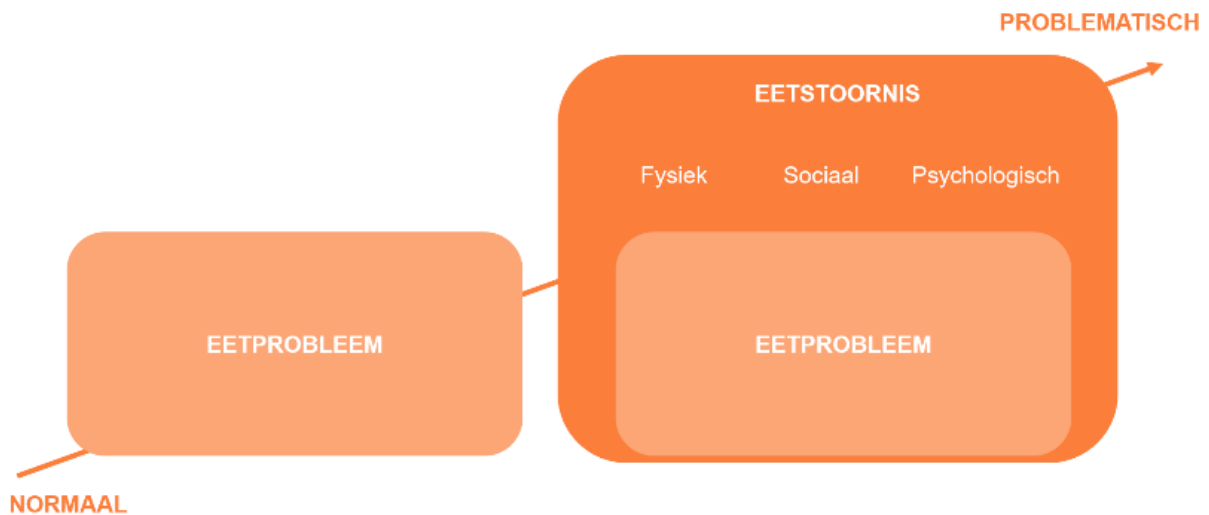 PROBLEMATISCH
EETSTOORNIS
Fysiek Sociaal Psychologisch
EETPROBLEEM EETPROBLEEM
NORMAAL